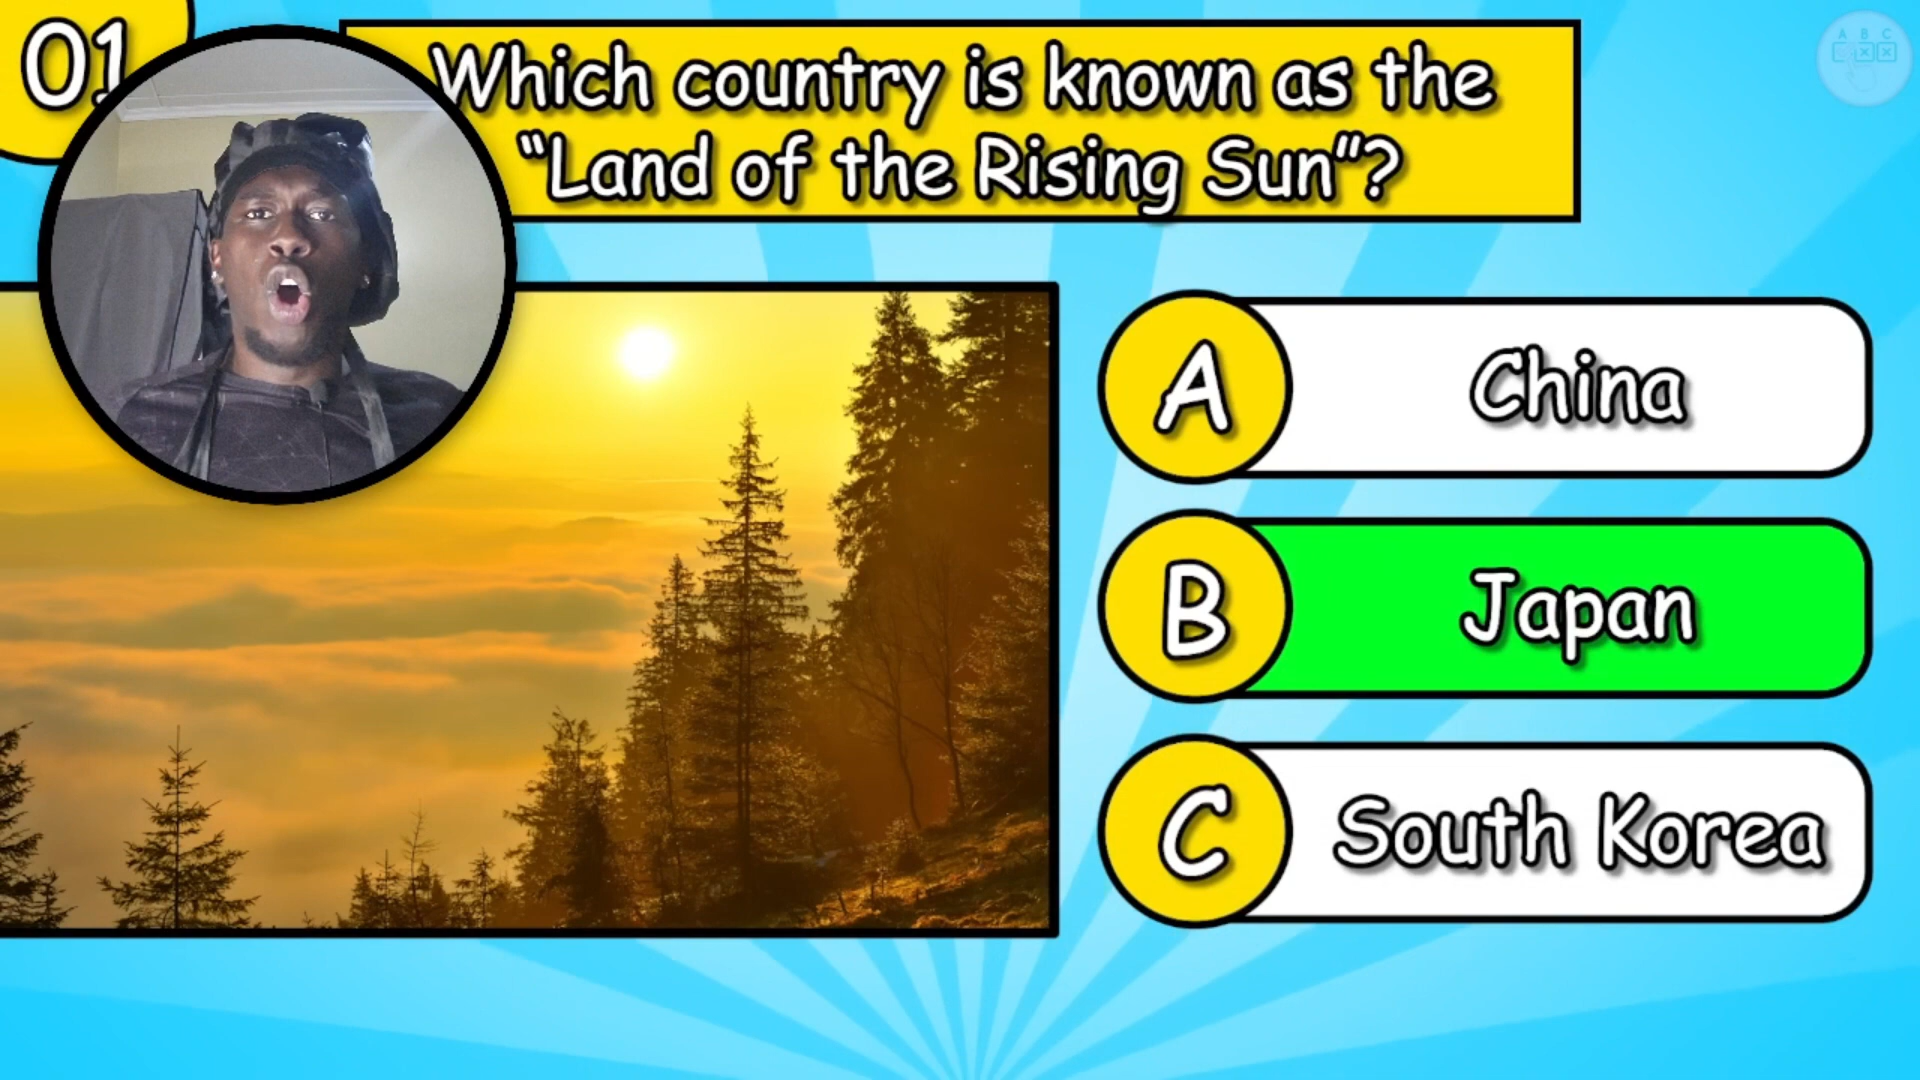 01
Which country is known as the
“Land of the Rising Sun”?
A B C
A China
B Japan
C South Korea